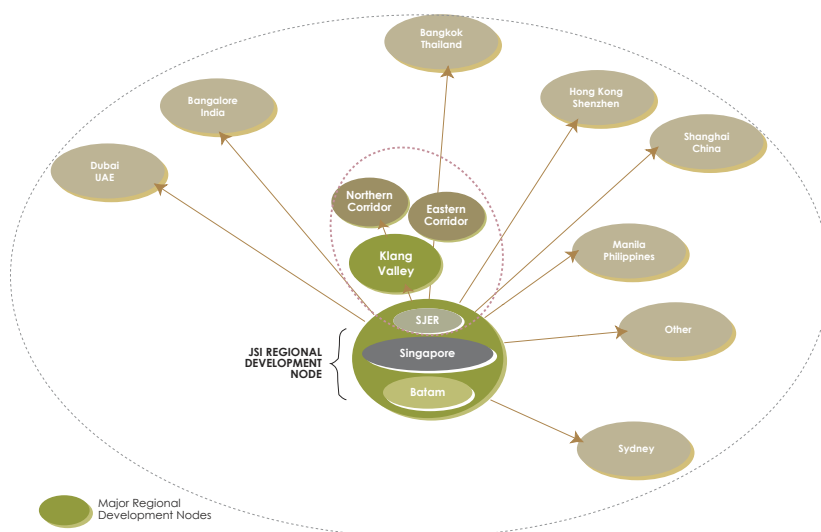 Bangkok
Thailand
Bangalore
India
Hong Kong
Shenzhen
Shanghai
China
Dubai
UAE
Northern
Corridor
Eastern
Corridor
Klang
Valley
Manila
Philippines
SJER
Singapore
Batam
JSI REGIONAL
DEVELOPMENT
NODE
Other
Sydney
Major Regional
Development Nodes